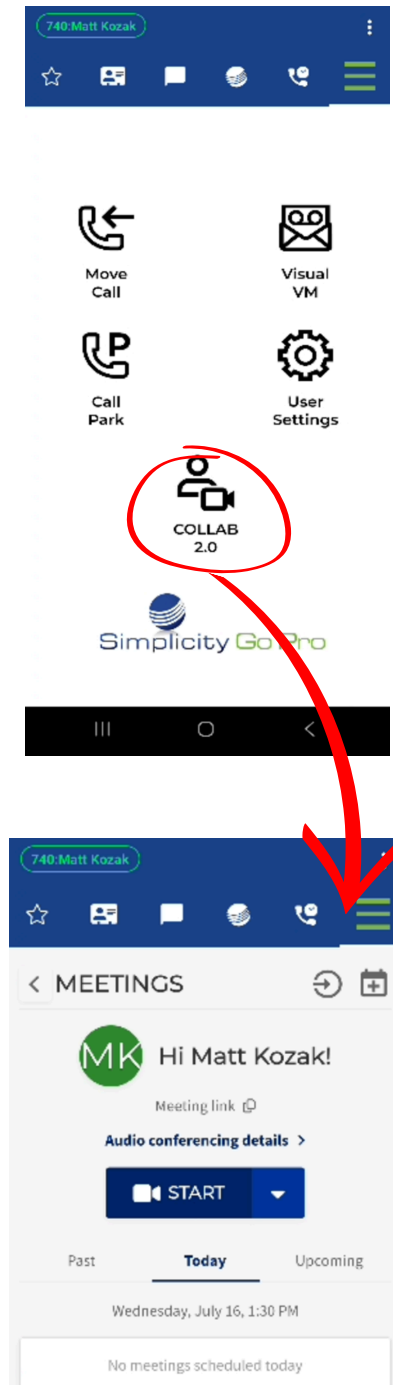 740:Matt Kozak
Move
Call
Visual
VM
P
Call
Park
User
Settings
COLLAB
2.0
Simplicity Go Pro
740:Matt Kozak
< MEETINGS
MK
Hi Matt Kozak!
Meeting link
Audio conferencing details >
START
Past
Today
Upcoming
Wednesday, July 16, 1:30 PM
No meetings scheduled today